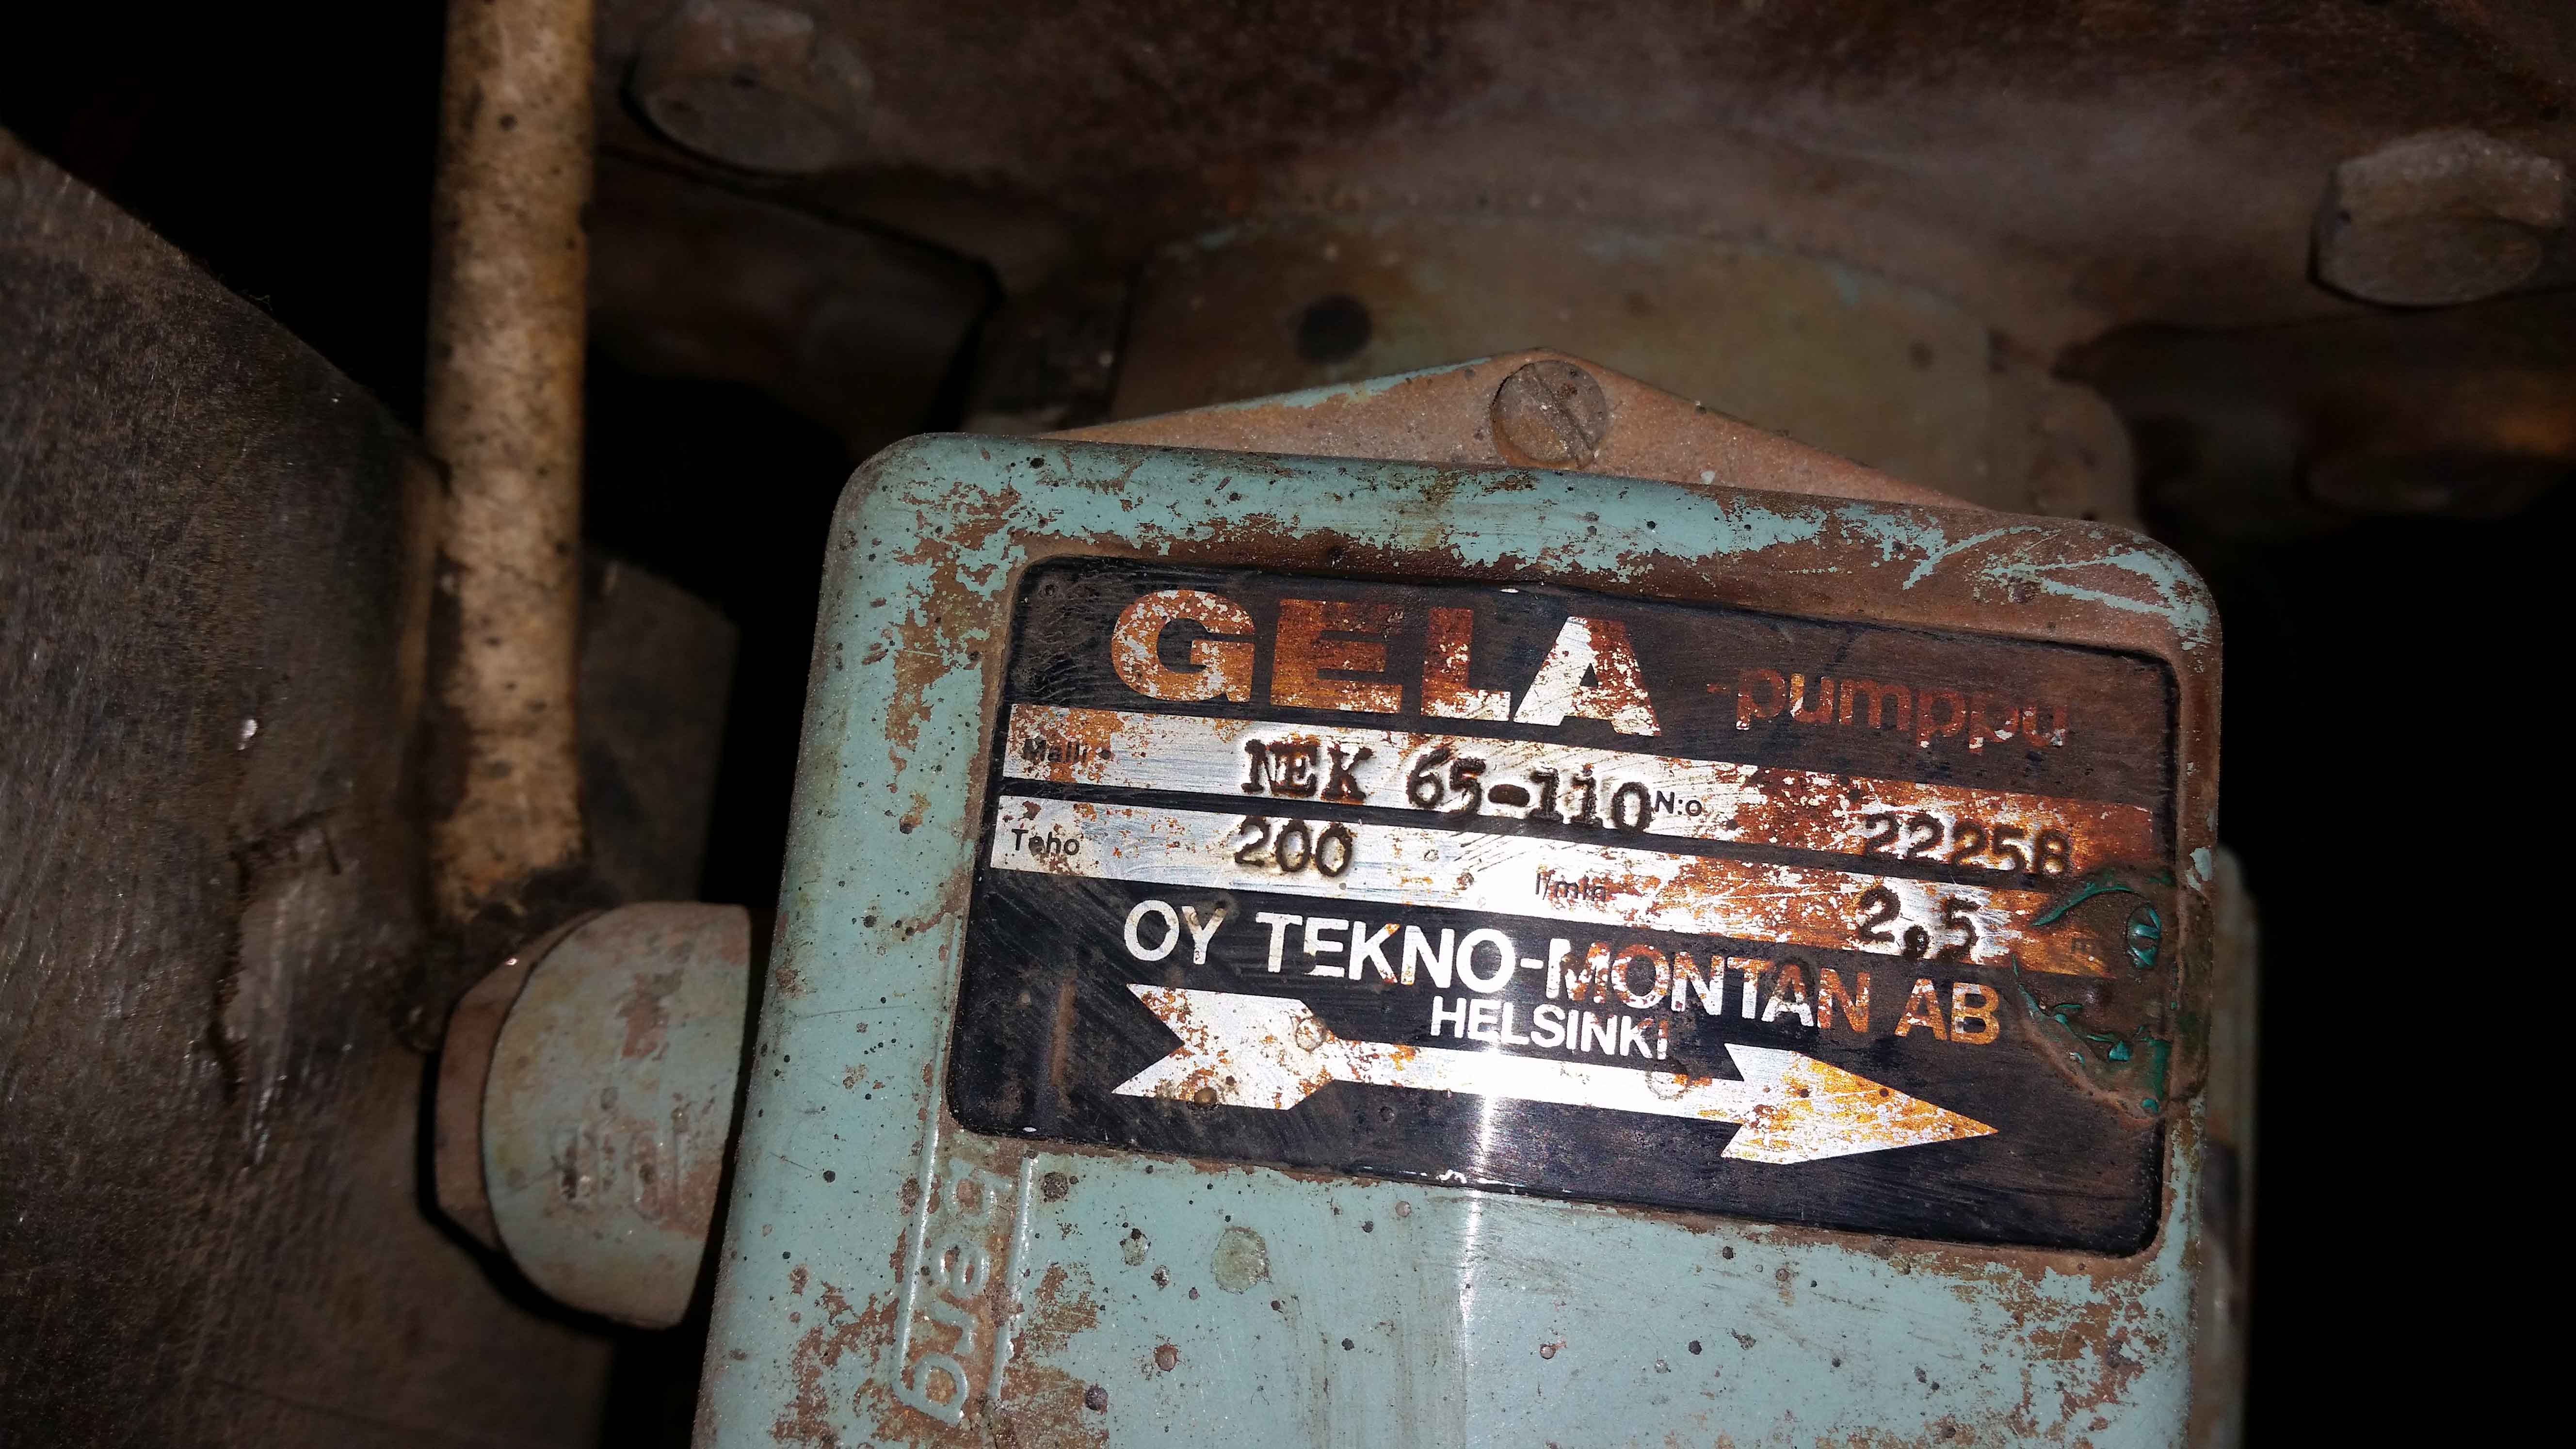 GELA -pumppu
Malli NEK 65-110 N:o 22258
Teho 200 l/min 2,5 m
OY TEKNO-MONTAN AB
HELSINKI